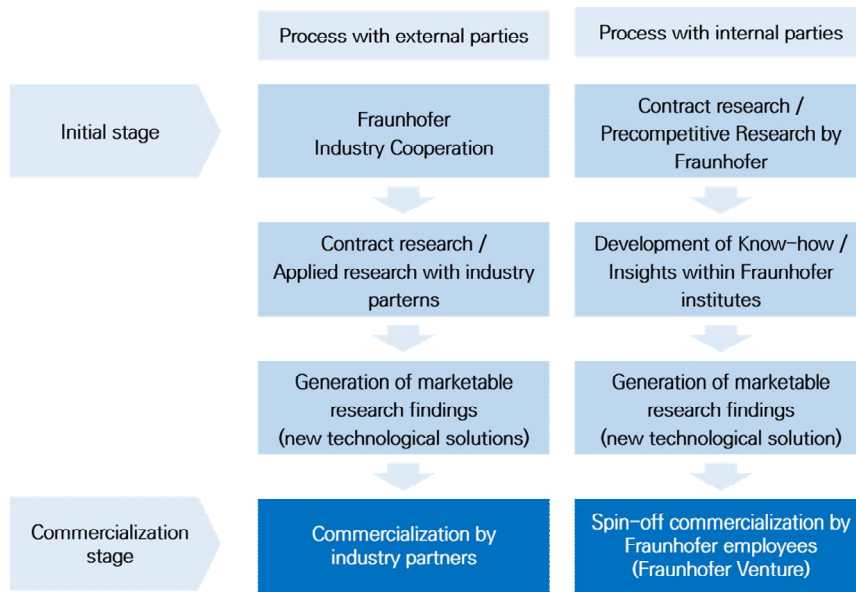 Process with external parties
Process with internal parties
Initial stage
Fraunhofer
Industry Cooperation
Contract research /
Precompetitive Research by
Fraunhofer
Contract research /
Applied research with industry
parterns
Development of Know-how /
Insights within Fraunhofer
institutes
Generation of marketable
research findings
(new technological solutions)
Generation of marketable
research findings
(new technological solution)
Commercialization
stage
Commercialization by
industry partners
Spin-off commercialization by
Fraunhofer employees
(Fraunhofer Venture)